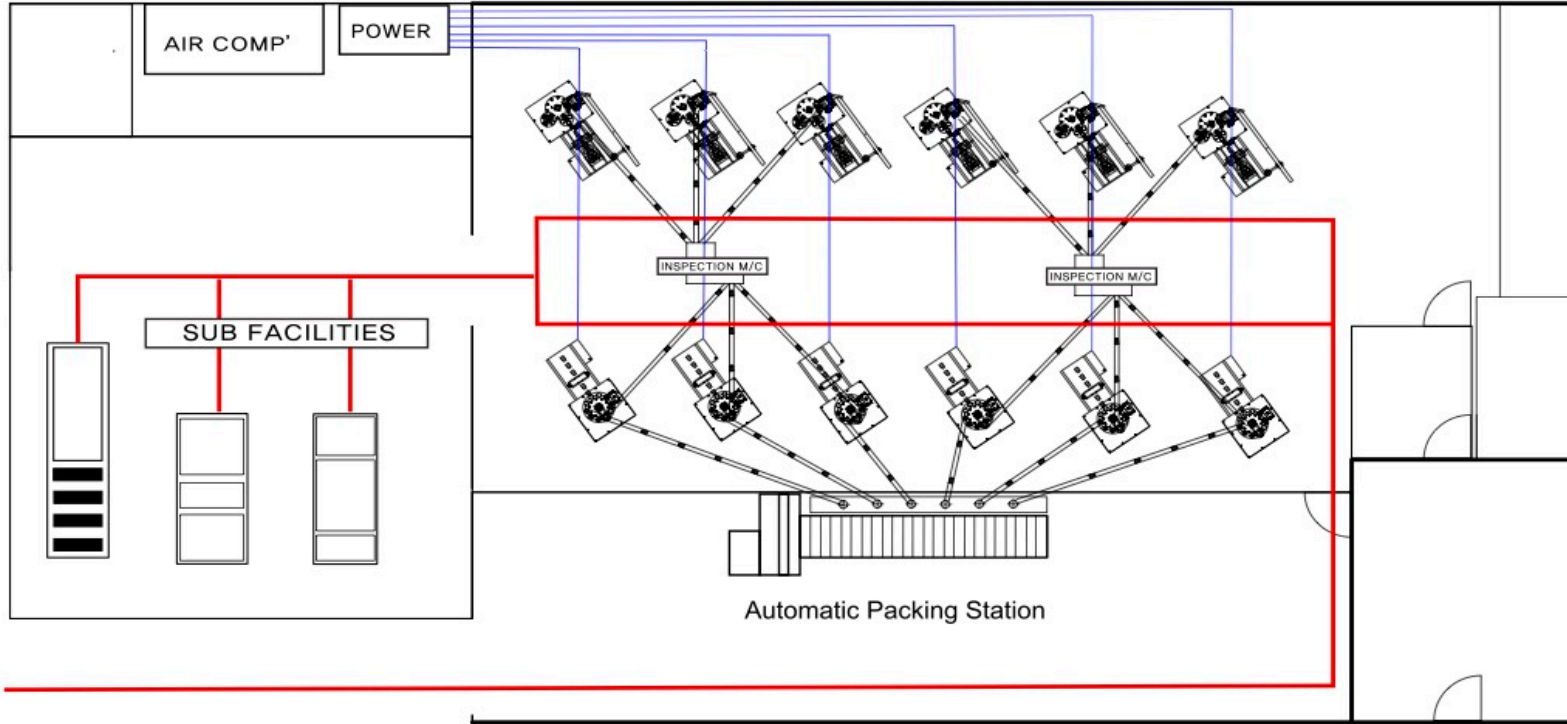 AIR COMP'
POWER
INSPECTION M/C
INSPECTION M/C
SUB FACILITIES
Automatic Packing Station